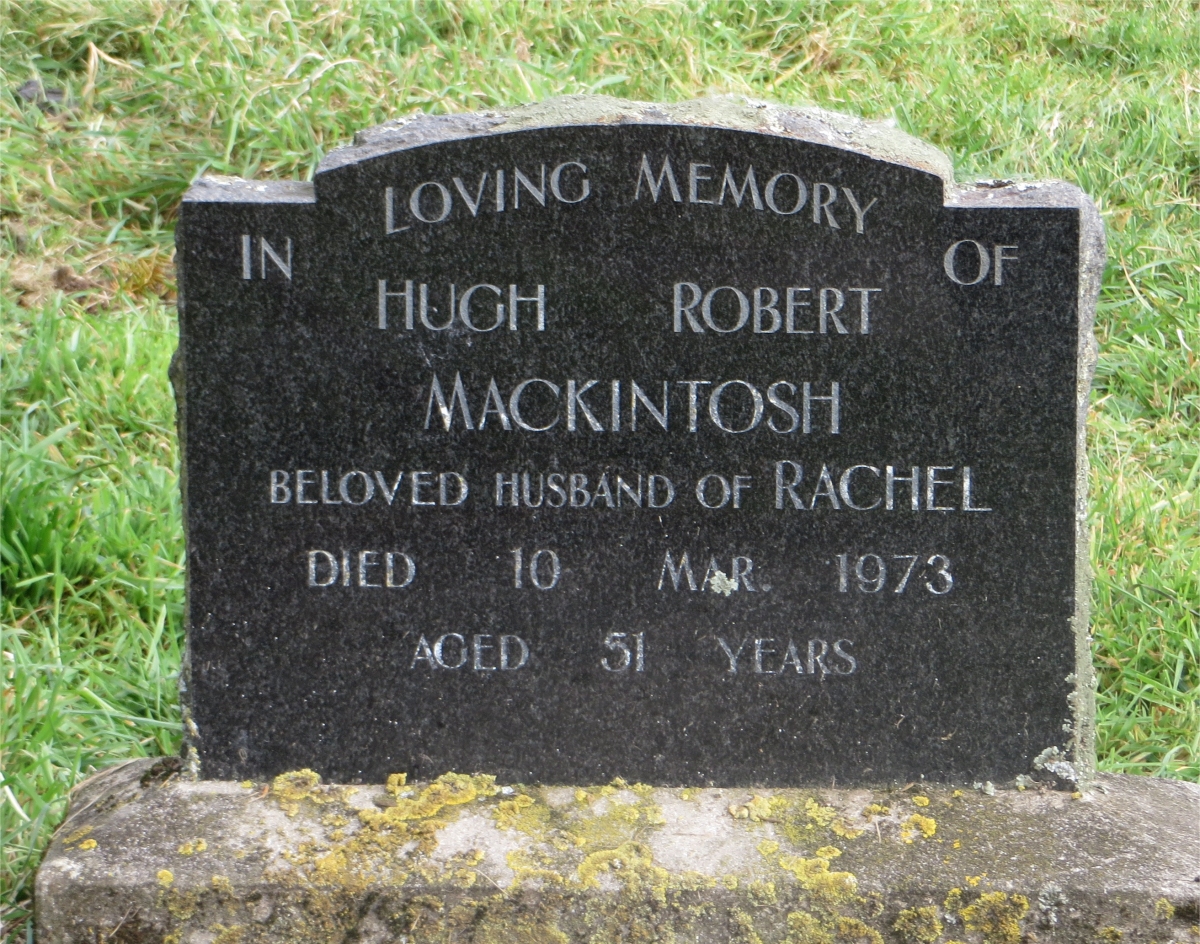 IN LOVING MEMORY OF
HUGH ROBERT
MACKINTOSH
BELOVED HUSBAND OF RACHEL
DIED 10 MAR. 1973
AGED 51 YEARS